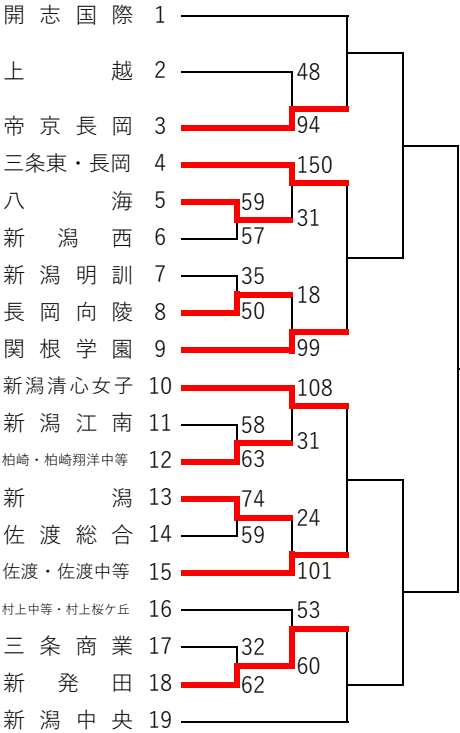 開志国際 1
上越 2
48
帝京長岡 3
94
三条東・長岡 4
150
八海 5
59
31
新潟西 6
57
新潟明訓 7
35
18
長岡向陵 8
50
関根学園 9
99
新潟清心女子 10
108
新潟江南 11
58
31
柏崎・柏崎翔洋中等 12
63
新潟 13
74
24
佐渡総合 14
59
佐渡・佐渡中等 15
101
村上中等・村上桜ケ丘 16
53
三条商業 17
32
60
新発田 18
62
新潟中央 19